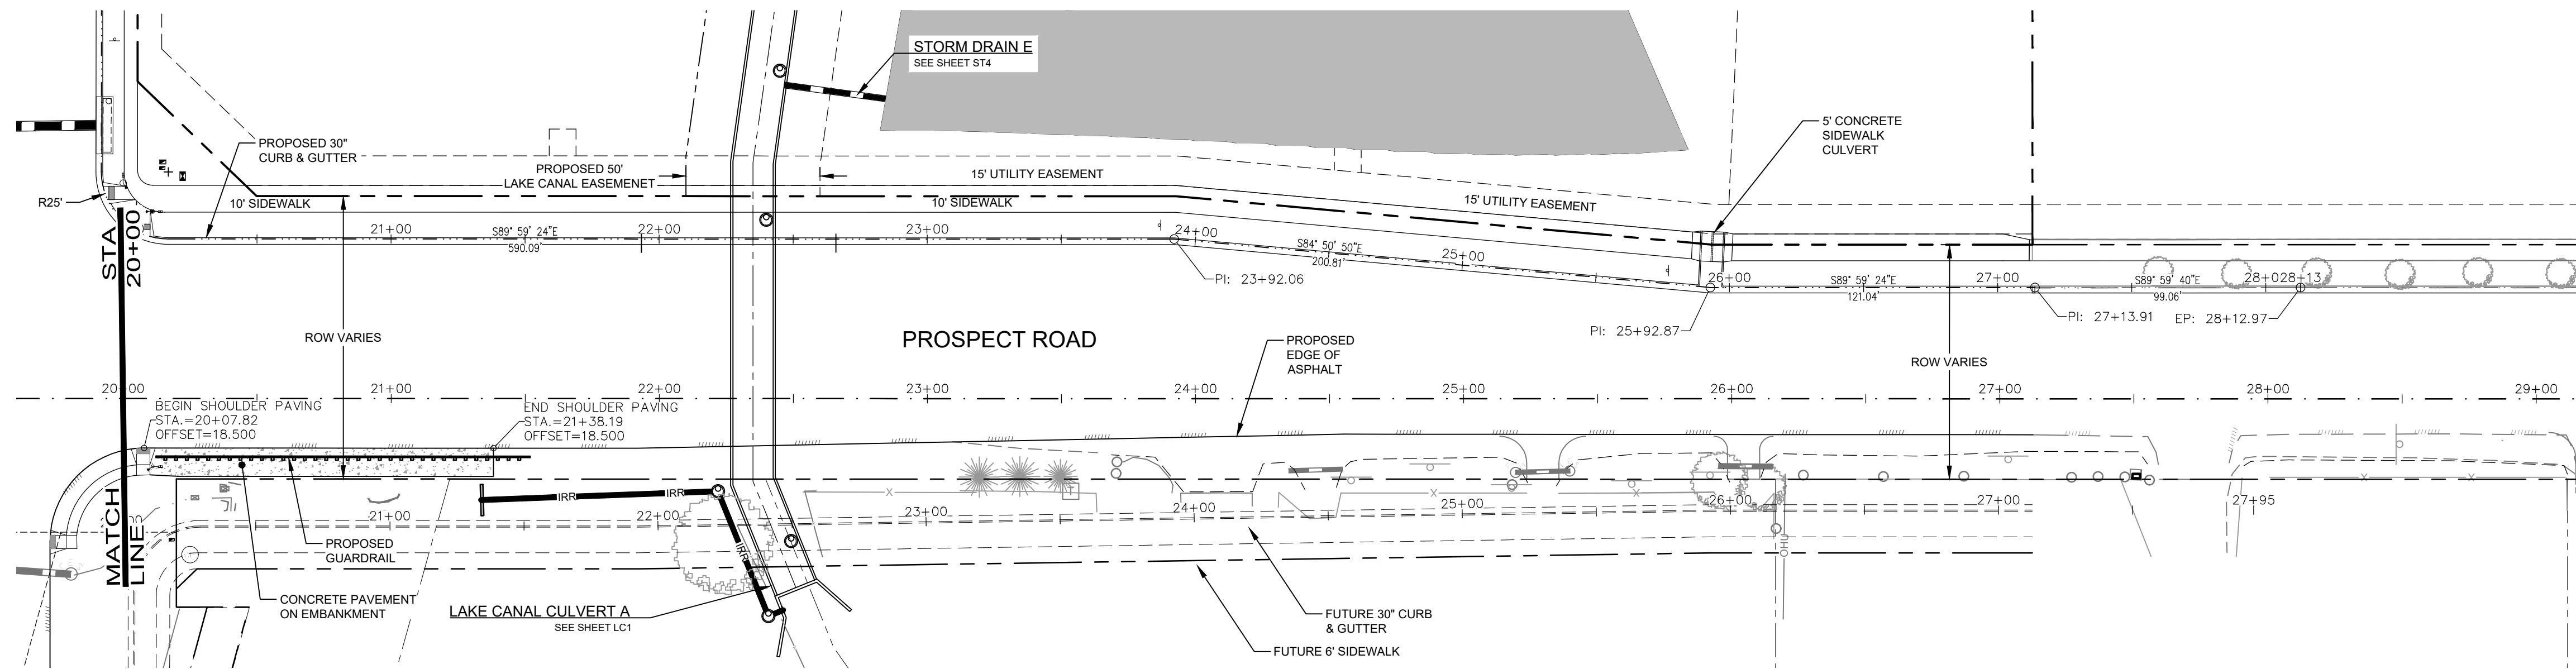 STORM DRAIN E
SEE SHEET ST4
5' CONCRETE
SIDEWALK
CULVERT
PROPOSED 30"
CURB & GUTTER
PROPOSED 50'
LAKE CANAL EASEMENET
15' UTILITY EASEMENT
15' UTILITY EASEMENT
R25'
10' SIDEWALK
10' SIDEWALK
STA 20+00
21+00
S89° 59' 24"E
590.09'
22+00
23+00
24+00
S84° 50' 50"E
200.81'
25+00
26+00
S89° 59' 24"E
121.04'
27+00
S89° 59' 40"E
99.06'
28+0028+13
PI: 23+92.06
PI: 25+92.87
PI: 27+13.91
EP: 28+12.97
ROW VARIES
PROSPECT ROAD
PROPOSED
EDGE OF
ASPHALT
ROW VARIES
20+00
21+00
22+00
23+00
24+00
25+00
26+00
27+00
28+00
29+00
BEGIN SHOULDER PAVING
STA.=20+07.82
OFFSET=18.500
END SHOULDER PAVING
STA.=21+38.19
OFFSET=18.500
IRR
IRR
IRR
X
X
X
X
X
21+00
22+00
23+00
24+00
25+00
26+00
27+00
27+95
MATCH
LINE
PROPOSED
GUARDRAIL
OHU
CONCRETE PAVEMENT
ON EMBANKMENT
LAKE CANAL CULVERT A
SEE SHEET LC1
FUTURE 30" CURB
& GUTTER
FUTURE 6' SIDEWALK